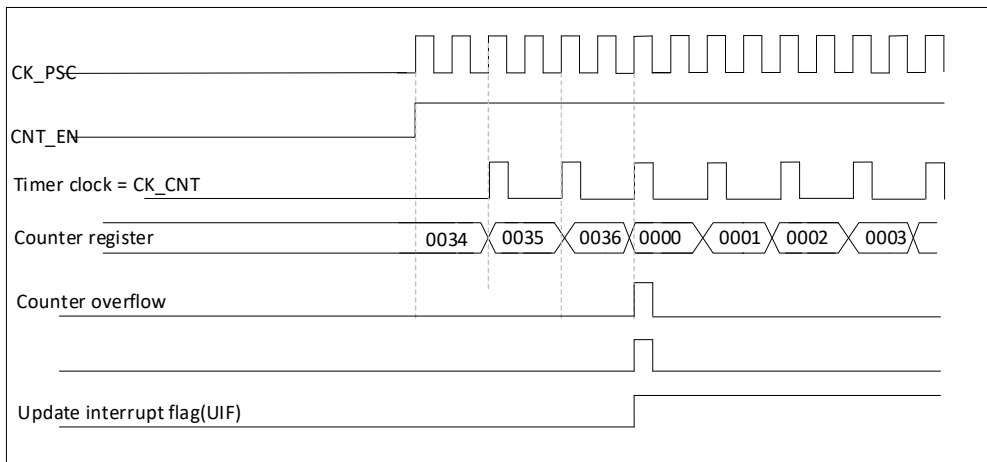 CK_PSC
CNT_EN
Timer clock = CK_CNT
Counter register 0034 0035 0036 0000 0001 0002 0003
Counter overflow
Update interrupt flag(UIF)